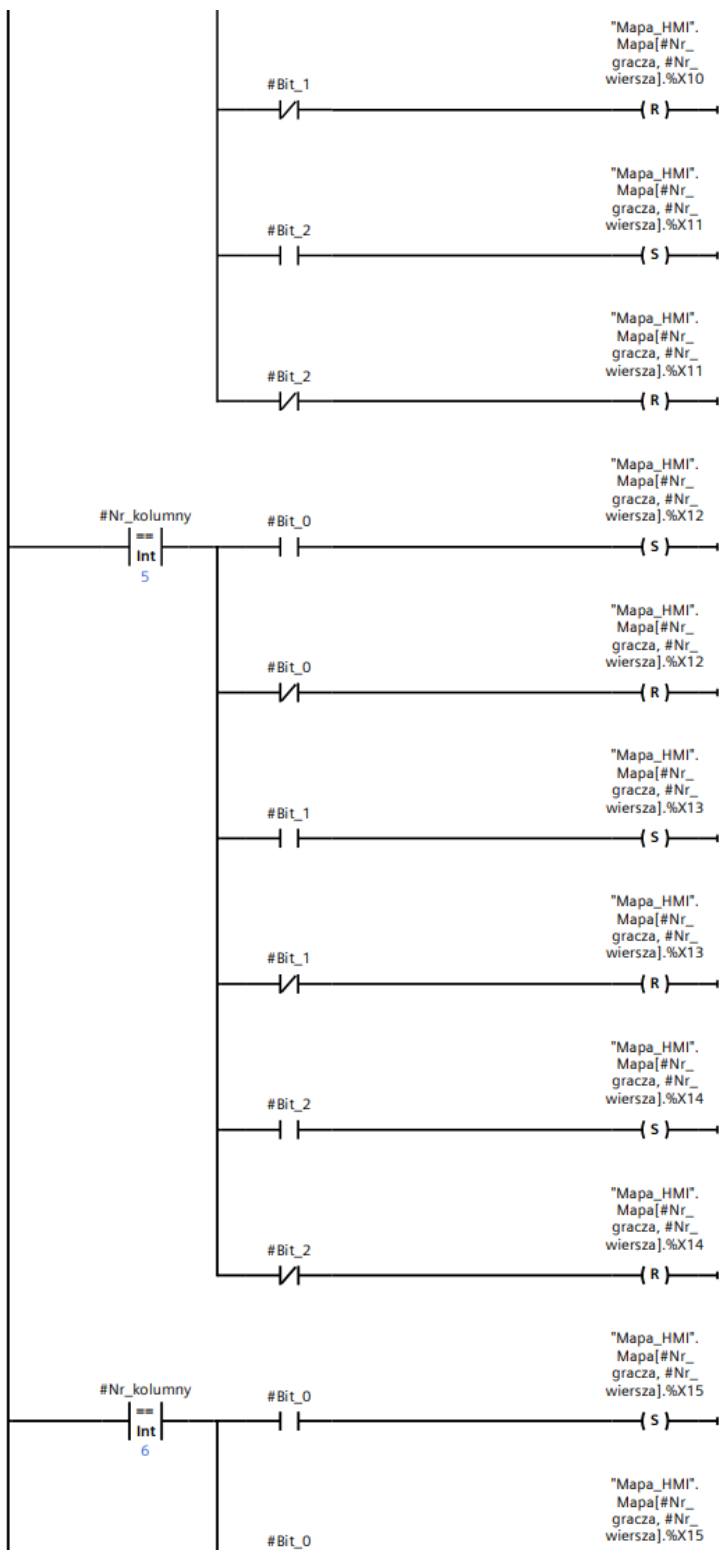 "Mapa_HMI".
Mapa[#Nr_
gracza, #Nr_
wiersza].%X10
#Bit_1
( R )
"Mapa_HMI".
Mapa[#Nr_
gracza, #Nr_
wiersza].%X11
#Bit_2
( S )
"Mapa_HMI".
Mapa[#Nr_
gracza, #Nr_
wiersza].%X11
#Bit_2
( R )
"Mapa_HMI".
Mapa[#Nr_
gracza, #Nr_
wiersza].%X12
#Nr_kolumny
==
Int
5
#Bit_0
( S )
"Mapa_HMI".
Mapa[#Nr_
gracza, #Nr_
wiersza].%X12
#Bit_0
( R )
"Mapa_HMI".
Mapa[#Nr_
gracza, #Nr_
wiersza].%X13
#Bit_1
( S )
"Mapa_HMI".
Mapa[#Nr_
gracza, #Nr_
wiersza].%X13
#Bit_1
( R )
"Mapa_HMI".
Mapa[#Nr_
gracza, #Nr_
wiersza].%X14
#Bit_2
( S )
"Mapa_HMI".
Mapa[#Nr_
gracza, #Nr_
wiersza].%X14
#Bit_2
( R )
"Mapa_HMI".
Mapa[#Nr_
gracza, #Nr_
wiersza].%X15
#Nr_kolumny
==
Int
6
#Bit_0
( S )
"Mapa_HMI".
Mapa[#Nr_
gracza, #Nr_
wiersza].%X15
#Bit_0